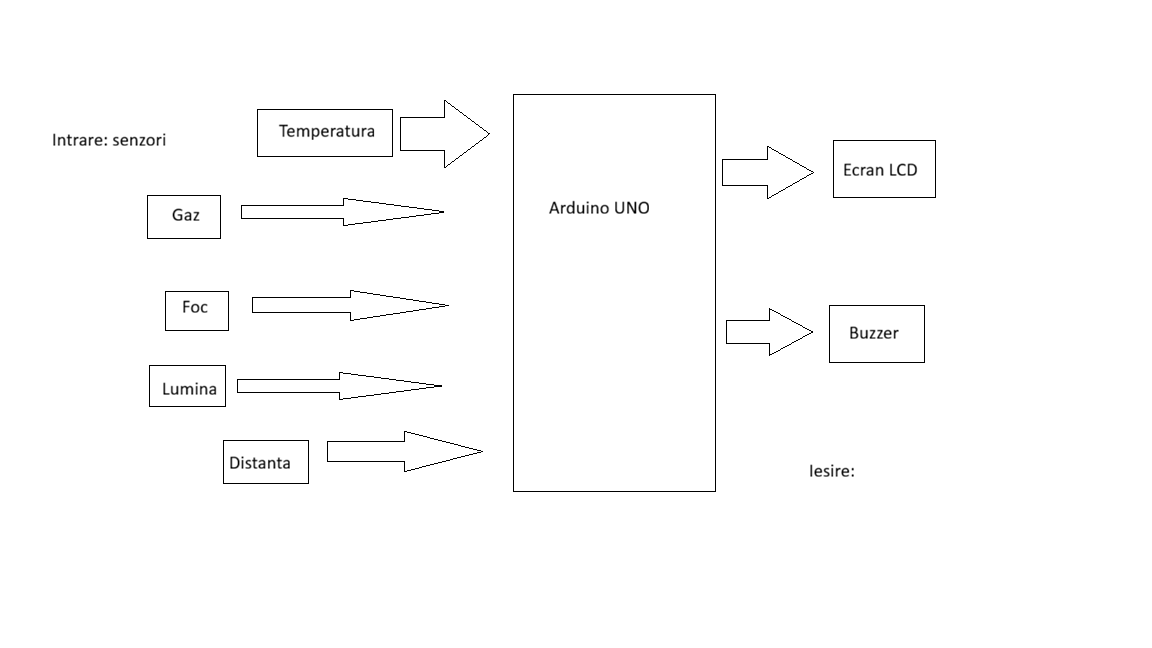 Intrare: senzori
Temperatura
Gaz
Foc
Lumina
Distanta
Arduino UNO
Ecran LCD
Buzzer
Iesire: